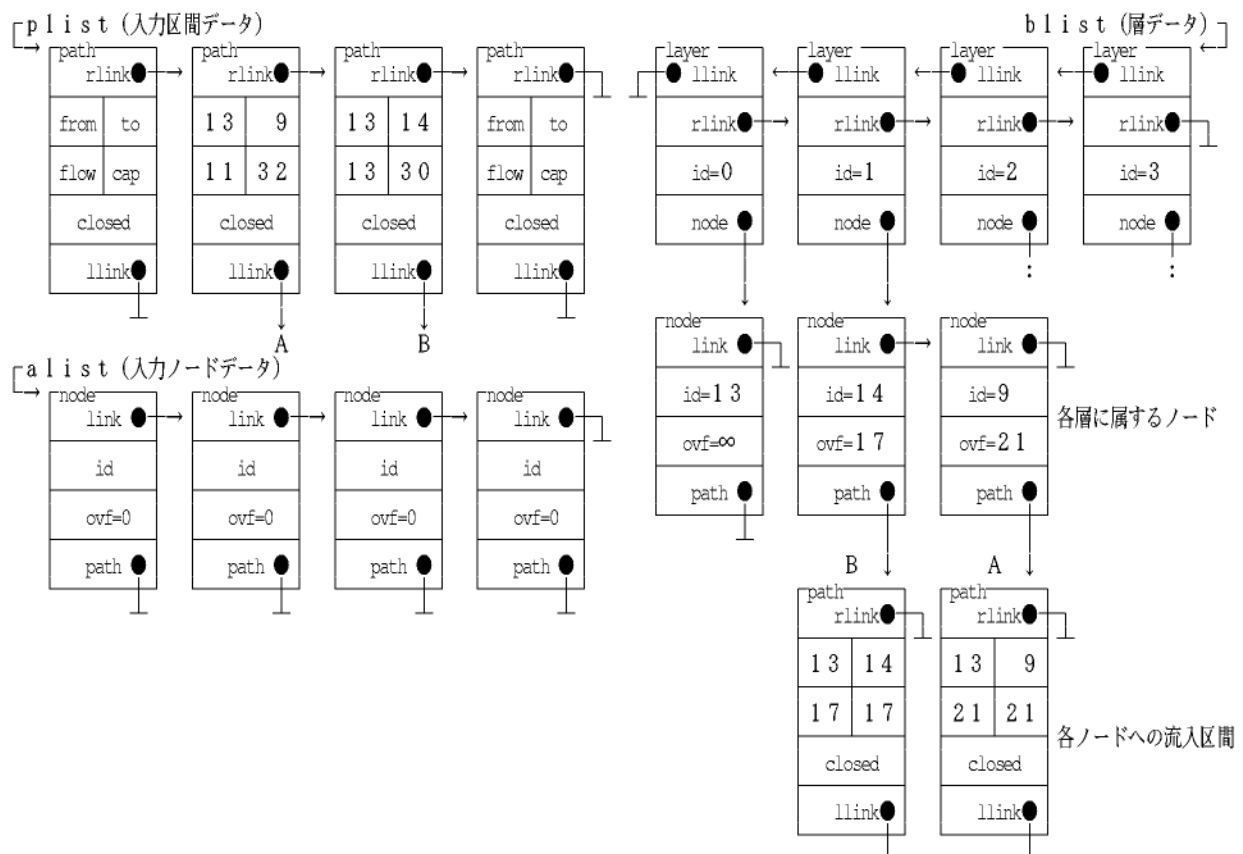 plist (入力区間データ)
path path path path
rlink rlink rlink rlink
from to 13 9 13 14 from to
flow cap 11 32 13 30 flow cap
closed closed closed closed
llink llink llink llink
A B
alist (入力ノードデータ)
node node node node
link link link link
id id id id
ovf=0 ovf=0 ovf=0 ovf=0
path path path path
blist (層データ)
layer layer layer layer
llink llink llink llink
rlink rlink rlink rlink
id=0 id=1 id=2 id=3
node node node node
: :
node node node
link link link
id=13 id=14 id=9
各層に属するノード
ovf=∞ ovf=17 ovf=21
path path path
B A
path path
rlink rlink
13 14 13 9
17 17 21 21
各ノードへの流入区間
closed closed
llink llink